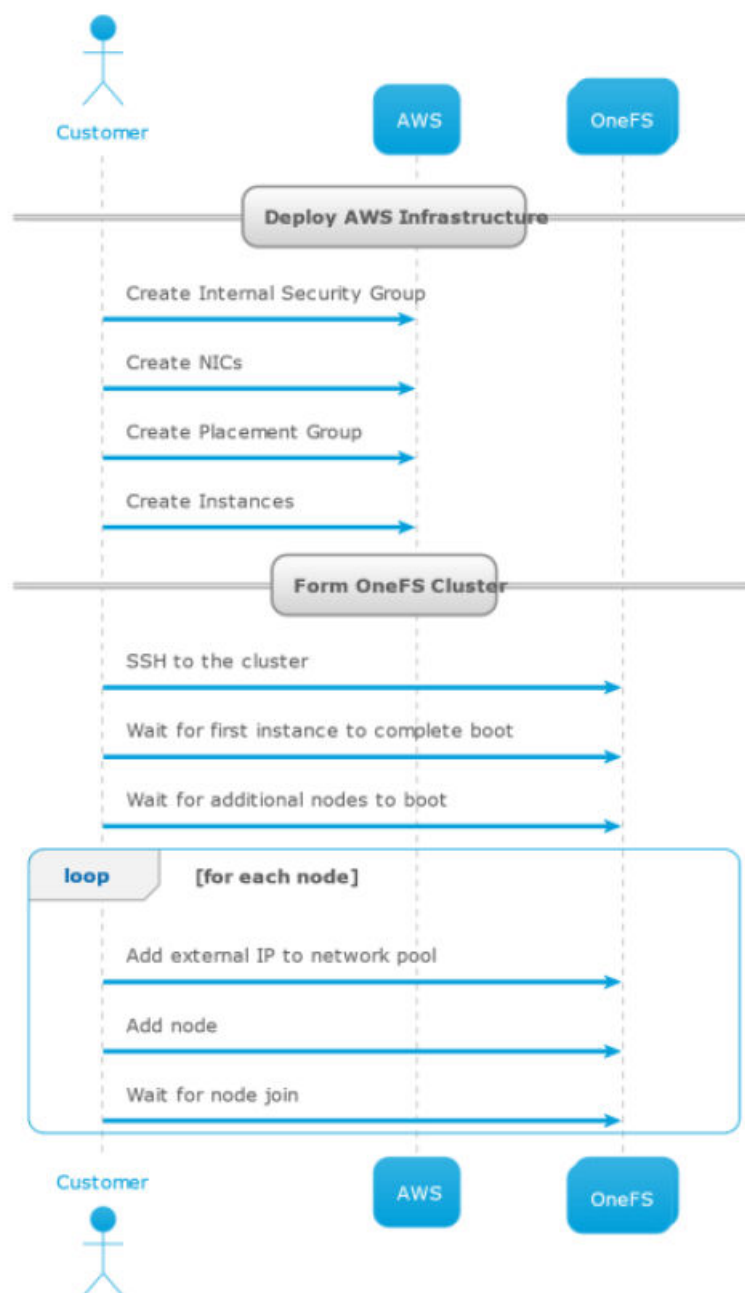 Customer
AWS
OneFS
Deploy AWS Infrastructure
Create Internal Security Group
Create NICs
Create Placement Group
Create Instances
Form OneFS Cluster
SSH to the cluster
Wait for first instance to complete boot
Wait for additional nodes to boot
loop
[for each node]
Add external IP to network pool
Add node
Wait for node join
Customer
AWS
OneFS